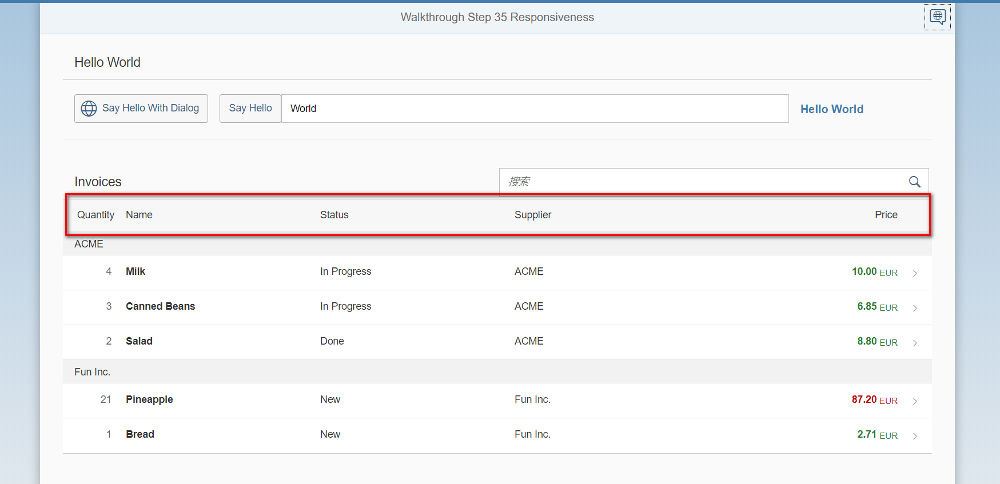 Walkthrough Step 35 Responsiveness
Hello World
Say Hello With Dialog Say Hello World Hello World
Invoices 搜索
Quantity Name Status Supplier Price
ACME
4 Milk In Progress ACME 10.00 EUR
3 Canned Beans In Progress ACME 6.85 EUR
2 Salad Done ACME 8.80 EUR
Fun Inc.
21 Pineapple New Fun Inc. 87.20 EUR
1 Bread New Fun Inc. 2.71 EUR